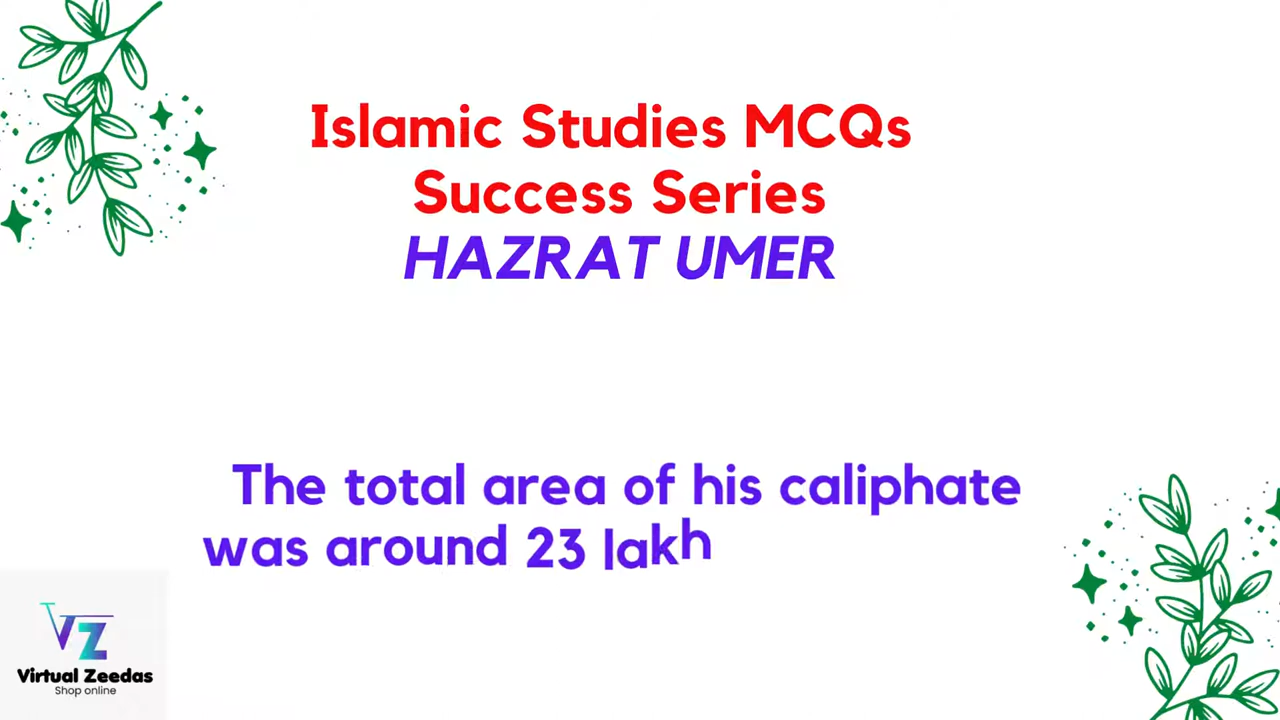 Islamic Studies MCQs
Success Series
HAZRAT UMER
The total area of his caliphate
was around 23 lakh
VZ
Virtual Zeedas
Shop online